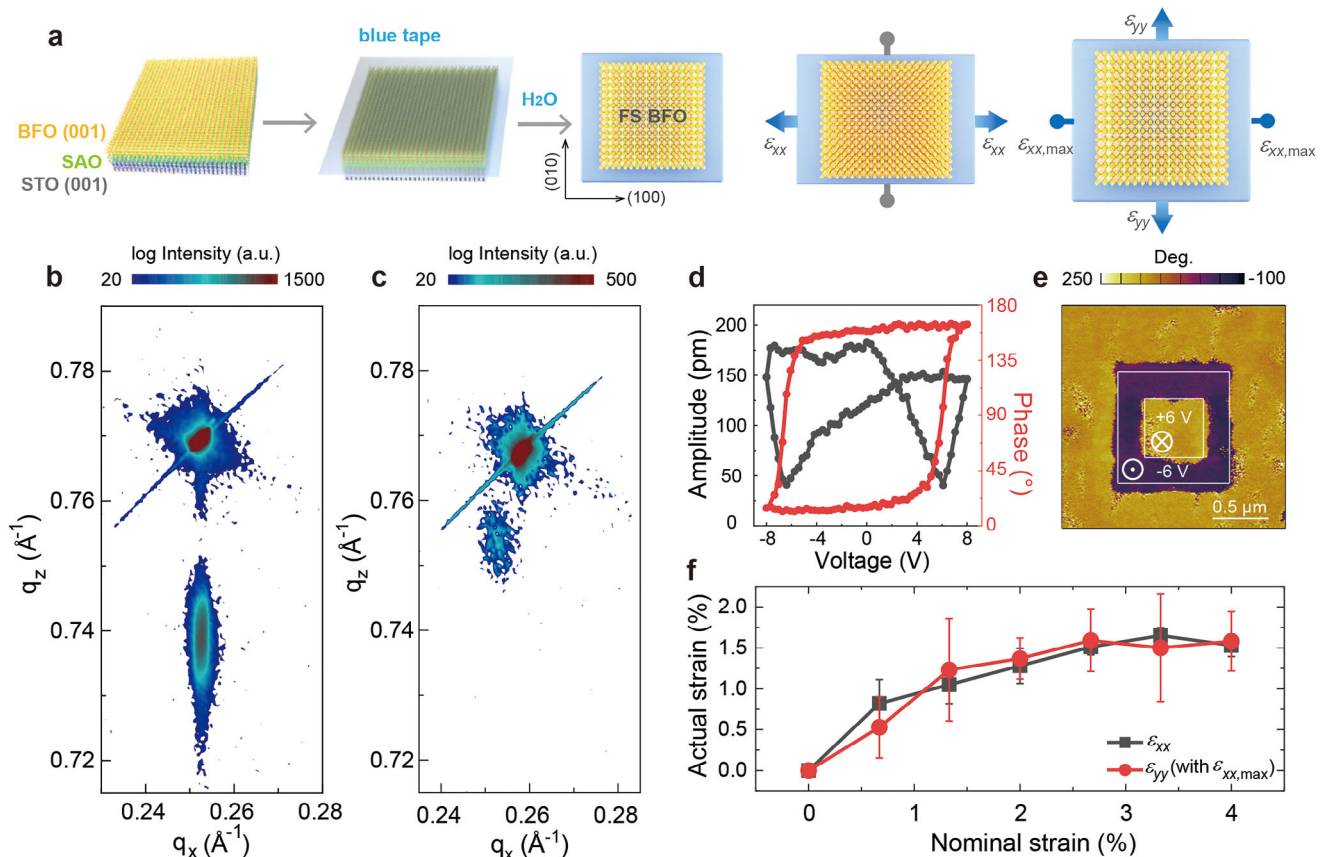 a
blue tape
BFO (001)
SAO
STO (001)
H₂O
FS BFO
(010)
(100)
εxx
εxx
εyy
εxx,max
εxx,max
εyy
b
log Intensity (a.u.)
20
1500
0.78
0.76
0.74
0.72
qz (Å⁻¹)
0.24
0.26
0.28
qx (Å⁻¹)
c
log Intensity (a.u.)
20
500
0.78
0.76
0.74
0.72
qz (Å⁻¹)
0.24
0.26
0.28
qx (Å⁻¹)
d
200
150
100
50
0
Amplitude (pm)
180
135
90
45
0
Phase (°)
-8
-4
0
4
8
Voltage (V)
e
Deg.
250
-100
+6 V
-6 V
0.5 μm
f
2.0
1.5
1.0
0.5
0.0
Actual strain (%)
εxx
εyy (with εxx,max)
0
1
2
3
4
Nominal strain (%)